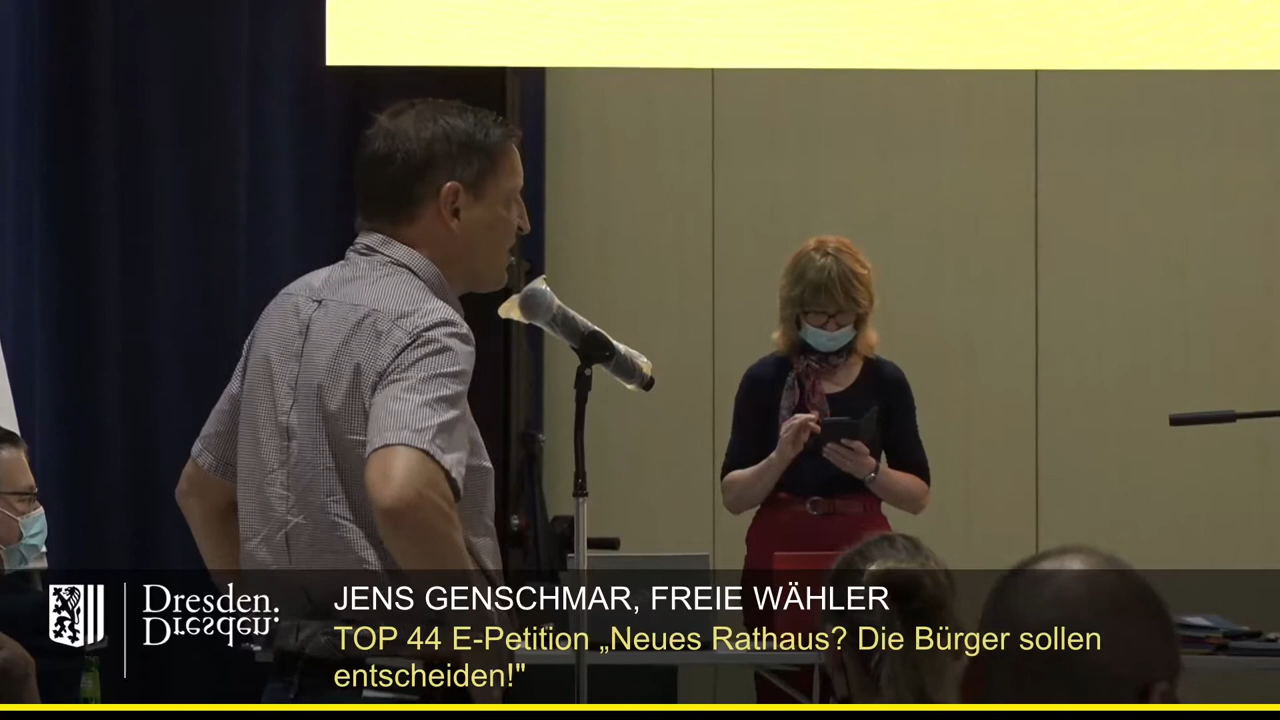 Dresden.
Dresden.
JENS GENSCHMAR, FREIE WÄHLER
TOP 44 E-Petition „Neues Rathaus? Die Bürger sollen
entscheiden!"